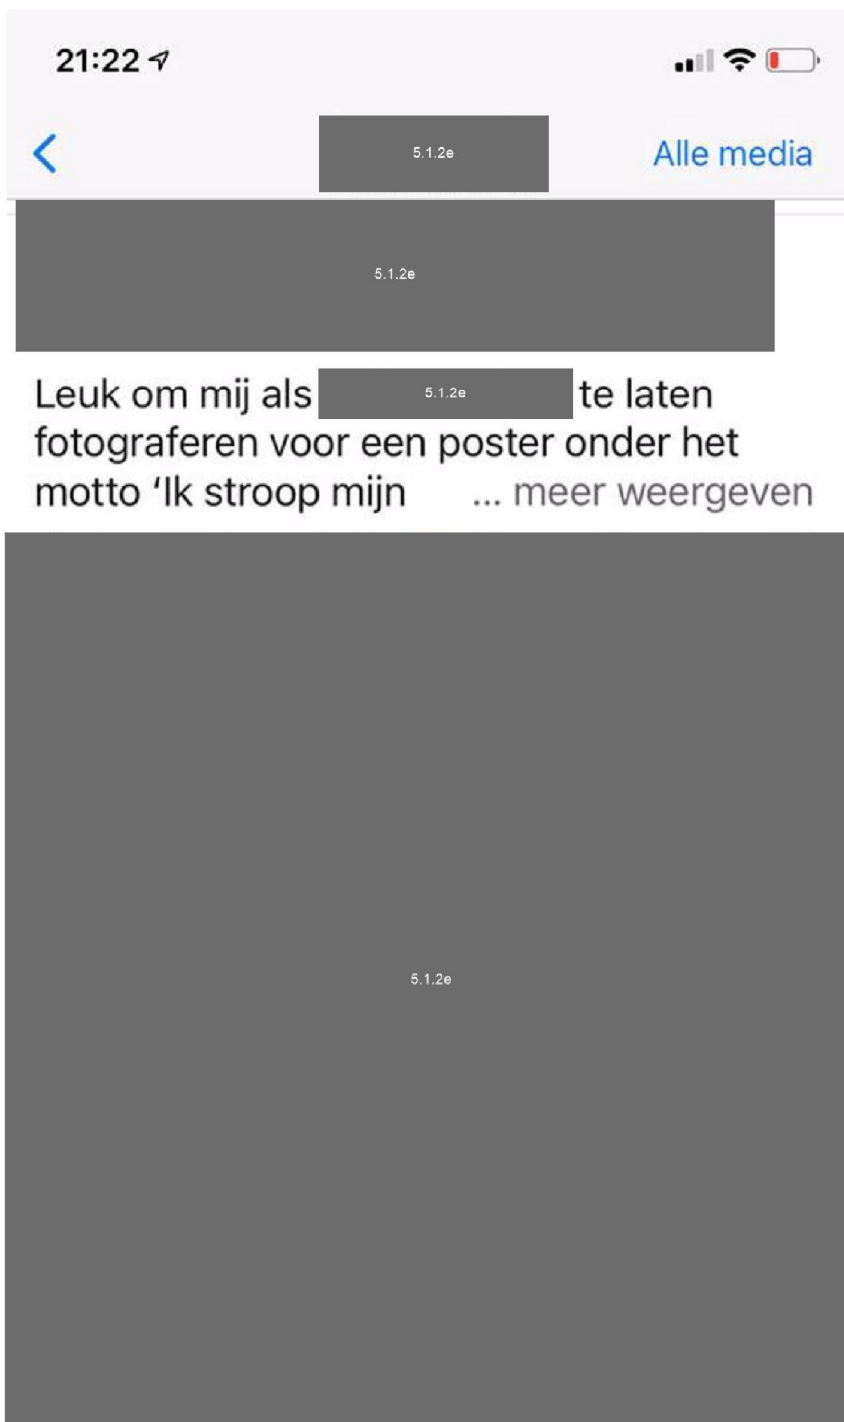 21:22
5.1.2e Alle media
5.1.2e
Leuk om mij als 5.1.2e te laten
fotograferen voor een poster onder het
motto ‘Ik stroop mijn ... meer weergeven
5.1.2e